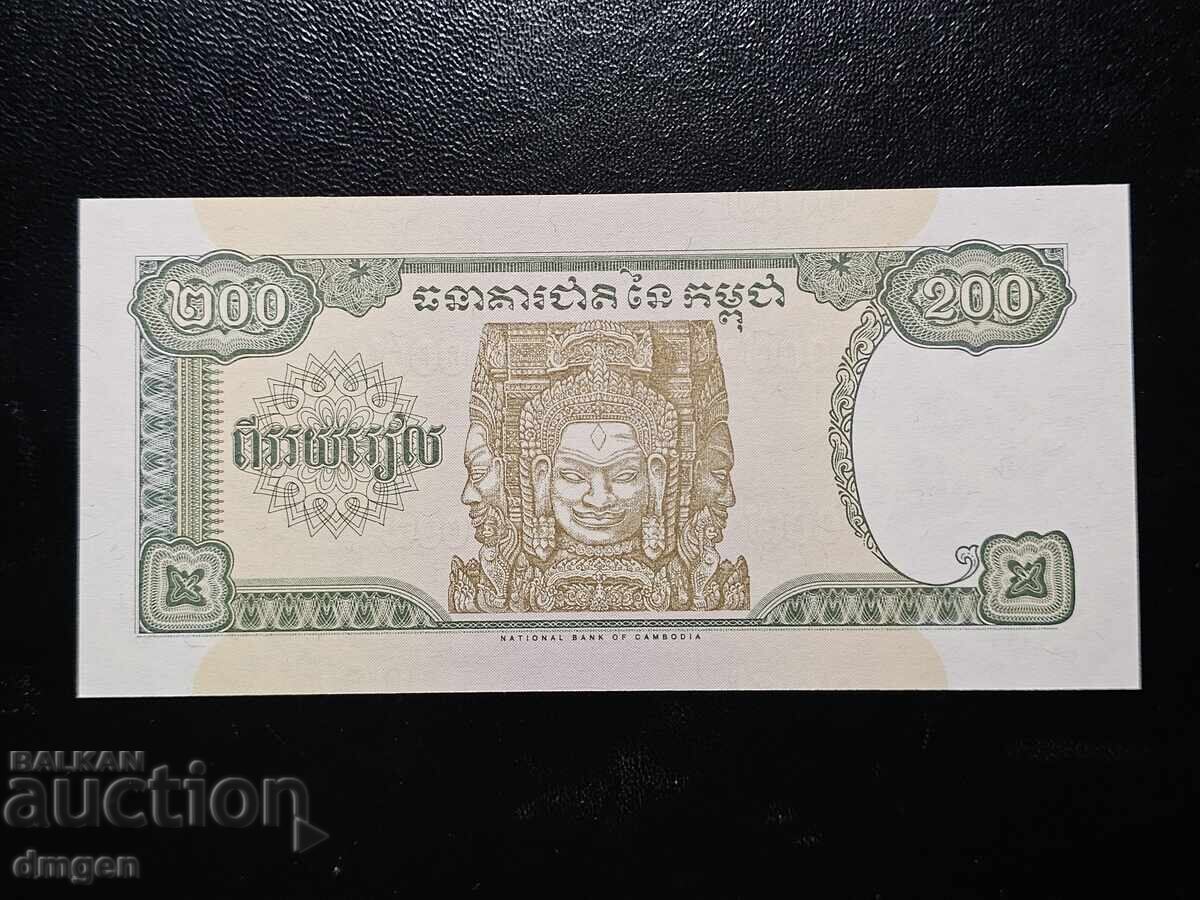 ២០០
200
ធនាគារជាតិ នៃ កម្ពុជា
ពីររយរៀល
NATIONAL BANK OF CAMBODIA
BALKAN
auction
dmgen